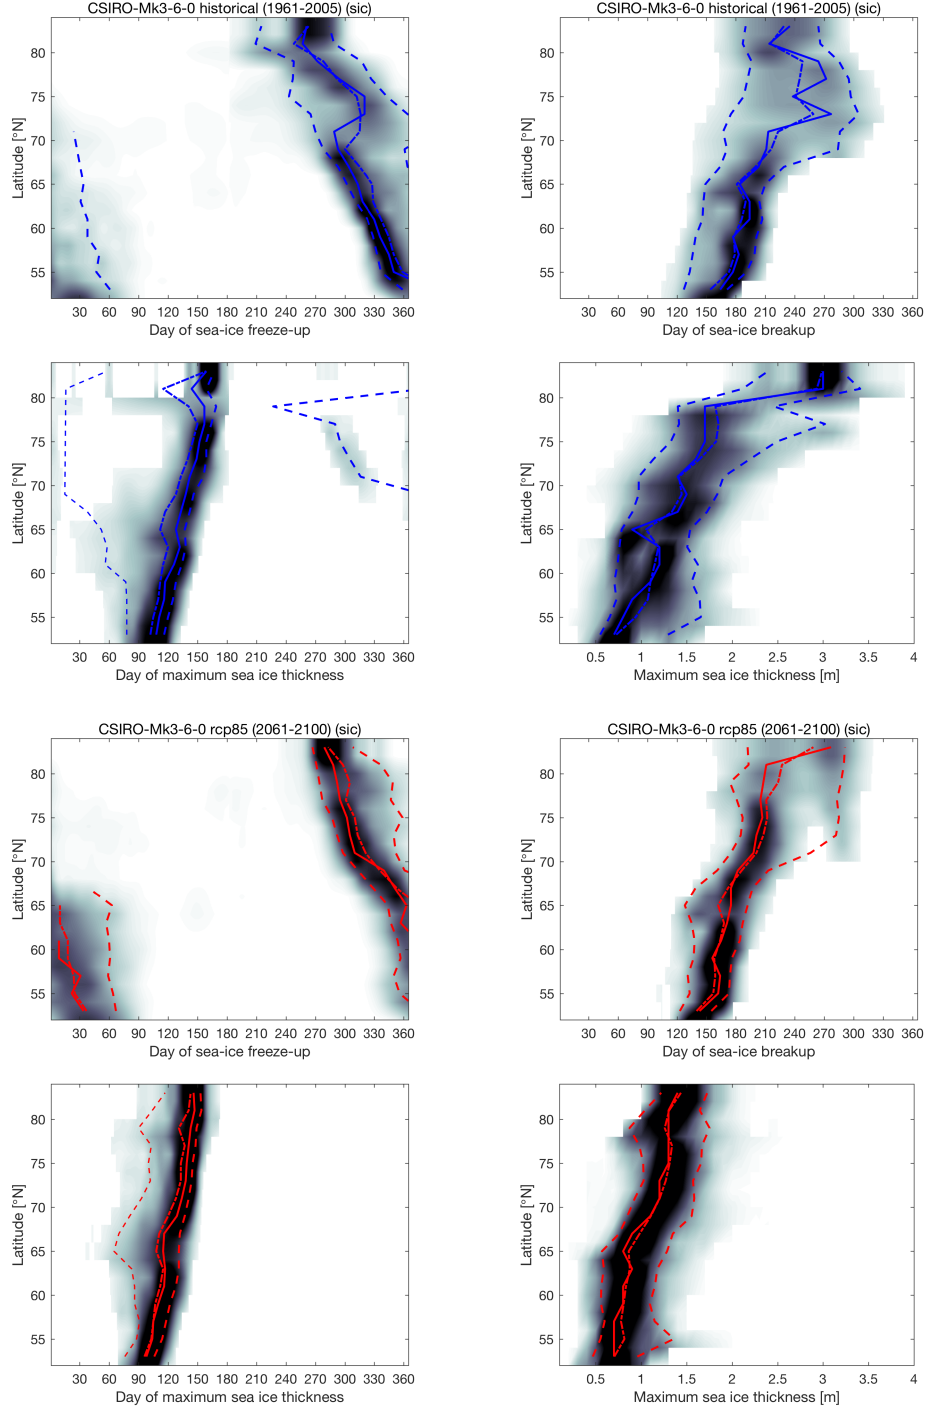 CSIRO-Mk3-6-0 historical (1961-2005) (sic)
CSIRO-Mk3-6-0 historical (1961-2005) (sic)
Latitude [°N]
80
75
70
65
60
55
30 60 90 120 150 180 210 240 270 300 330 360
Day of sea-ice freeze-up
Latitude [°N]
80
75
70
65
60
55
30 60 90 120 150 180 210 240 270 300 330 360
Day of sea-ice breakup
Latitude [°N]
80
75
70
65
60
55
30 60 90 120 150 180 210 240 270 300 330 360
Day of maximum sea ice thickness
Latitude [°N]
80
75
70
65
60
55
0.5 1 1.5 2 2.5 3 3.5 4
Maximum sea ice thickness [m]
CSIRO-Mk3-6-0 rcp85 (2061-2100) (sic)
CSIRO-Mk3-6-0 rcp85 (2061-2100) (sic)
Latitude [°N]
80
75
70
65
60
55
30 60 90 120 150 180 210 240 270 300 330 360
Day of sea-ice freeze-up
Latitude [°N]
80
75
70
65
60
55
30 60 90 120 150 180 210 240 270 300 330 360
Day of sea-ice breakup
Latitude [°N]
80
75
70
65
60
55
30 60 90 120 150 180 210 240 270 300 330 360
Day of maximum sea ice thickness
Latitude [°N]
80
75
70
65
60
55
0.5 1 1.5 2 2.5 3 3.5 4
Maximum sea ice thickness [m]